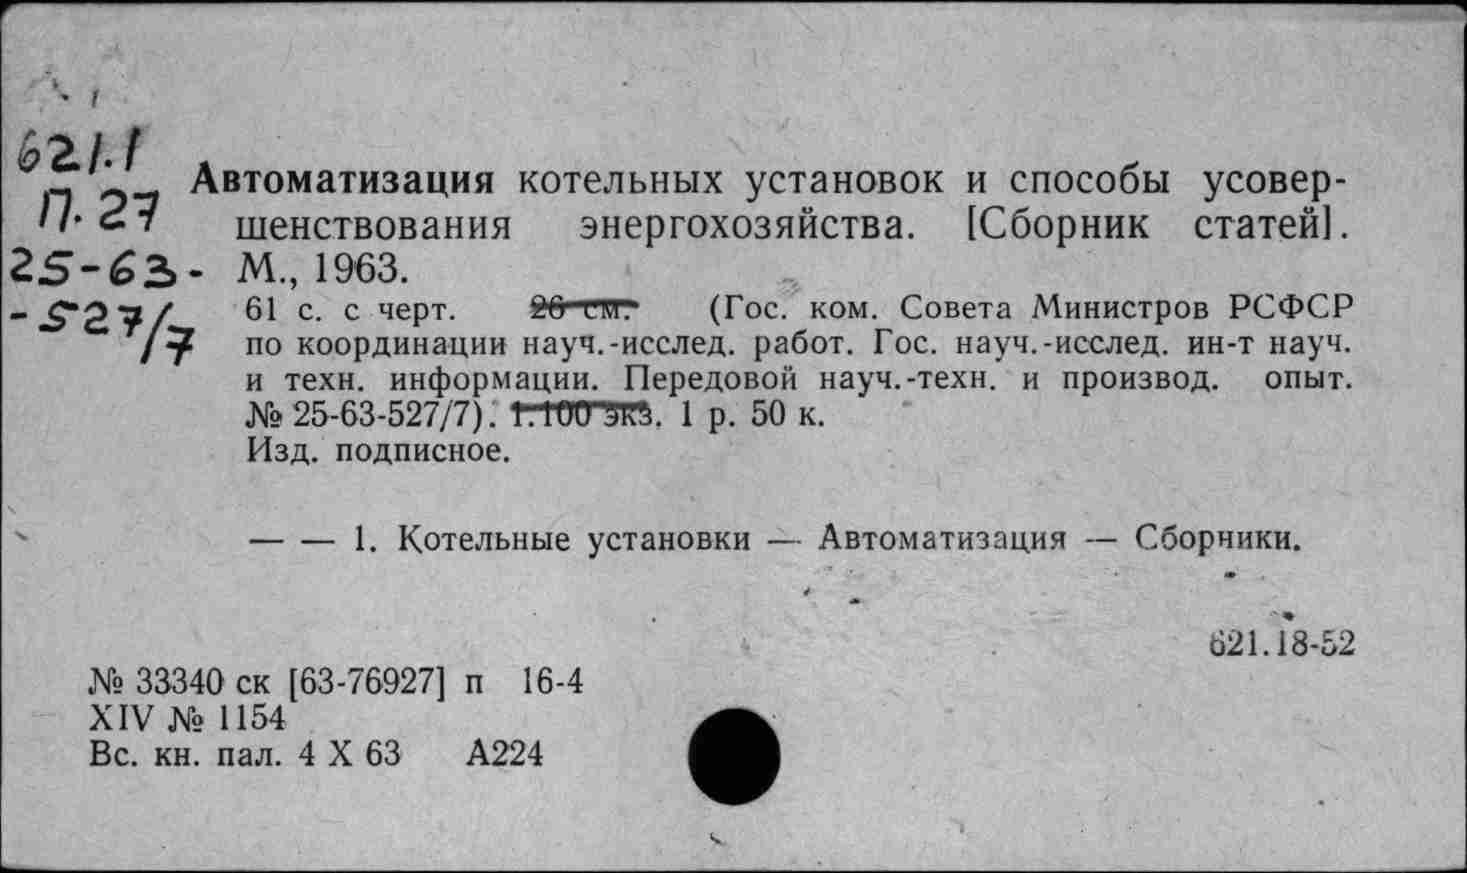 621.1
П. 27
25-63-
-527/7
Автоматизация котельных установок и способы усовер-
шенствования энергохозяйства. [Сборник статей].
М., 1963.
61 с. с черт. 26 см. (Гос. ком. Совета Министров РСФСР
по координации науч.-исслед. работ. Гос. науч.-исслед. ин-т науч.
и техн. информации. Передовой науч.-техн. и производ. опыт.
№ 25-63-527/7). 1.100 экз. 1 р. 50 к.
Изд. подписное.
— — 1. Котельные установки — Автоматизация — Сборники.
621.18-52
№ 33340 ск [63-76927] п 16-4
XIV № 1154
Вс. кн. пал. 4 X 63 А224